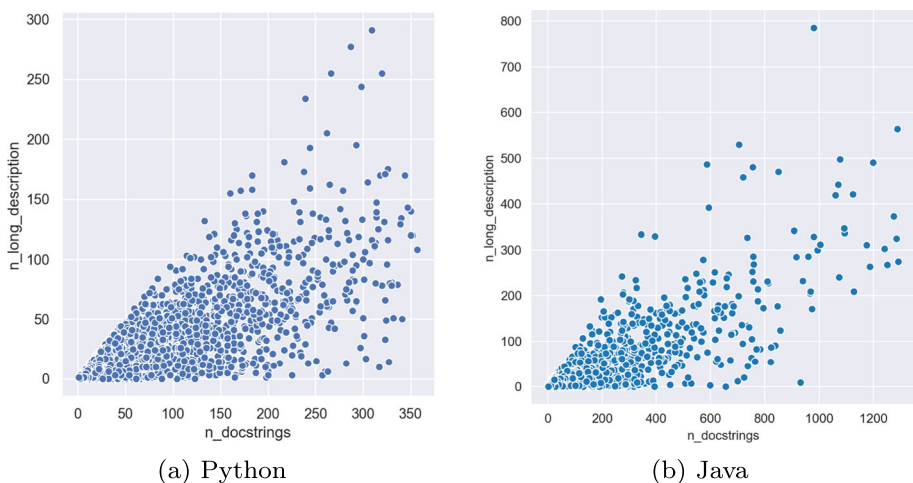 300
250
200
150
100
50
0
n_long_description
0 50 100 150 200 250 300 350
n_docstrings
(a) Python
800
700
600
500
400
300
200
100
0
n_long_description
0 200 400 600 800 1000 1200
n_docstrings
(b) Java